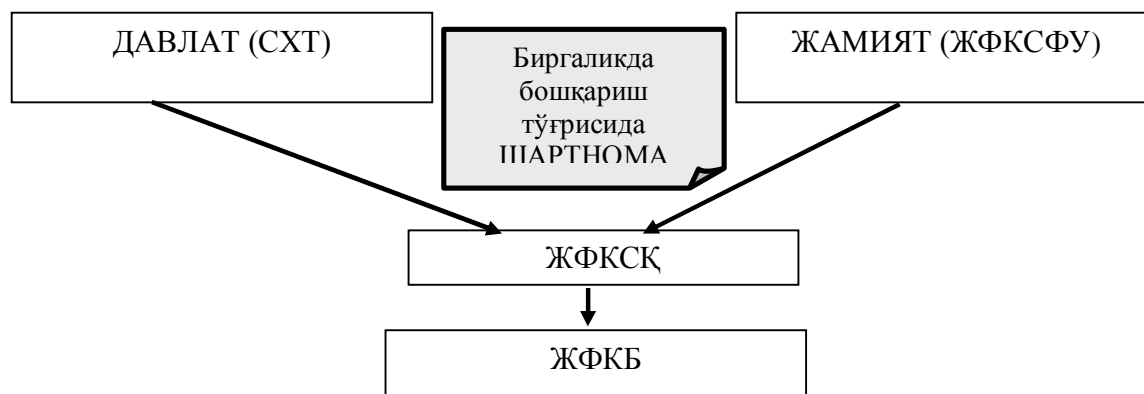 ДАВЛАТ (СХТ)
Биргаликда
бошқариш
тўғрисида
ШАРТНОМА
ЖАМИЯТ (ЖФКСФУ)
ЖФКСҚ
ЖФКБ